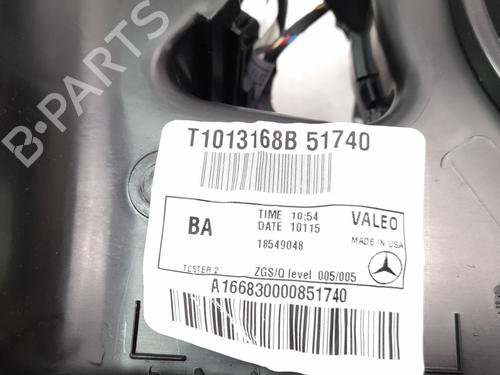 B-PARTS
T1013168B 51740
BA
TIME 10:54
DATE 10115
18549048
VALEO
MADE IN USA
TESTER 2
ZGS/Q level 005/005
A166830000851740